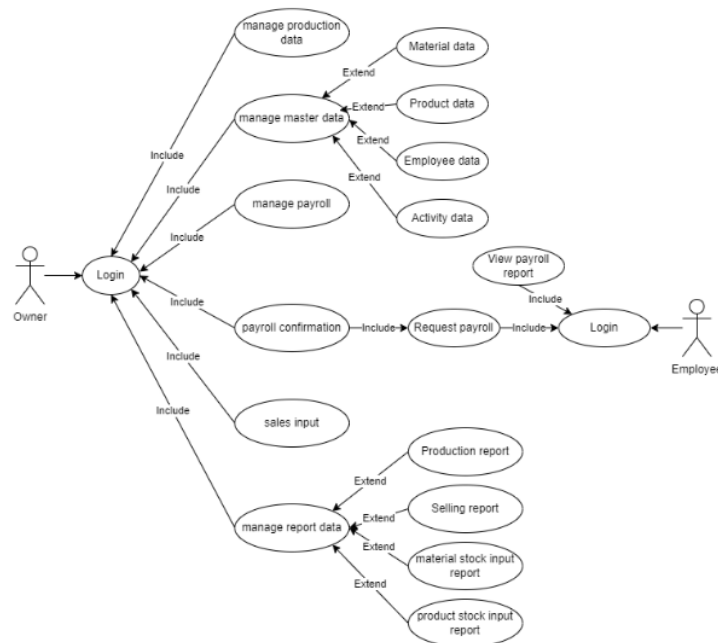 manage production
data
Material data
Extend
Product data
Extend
manage master data
Extend
Employee data
Include
Extend
Include
Activity data
manage payroll
Include
View payroll
report
Login
Owner
Include
Include
payroll confirmation
Include
Request payroll
Include
Login
Employee
Include
Include
sales input
Production report
Extend
Selling report
Extend
manage report data
Extend
material stock input
report
Extend
product stock input
report